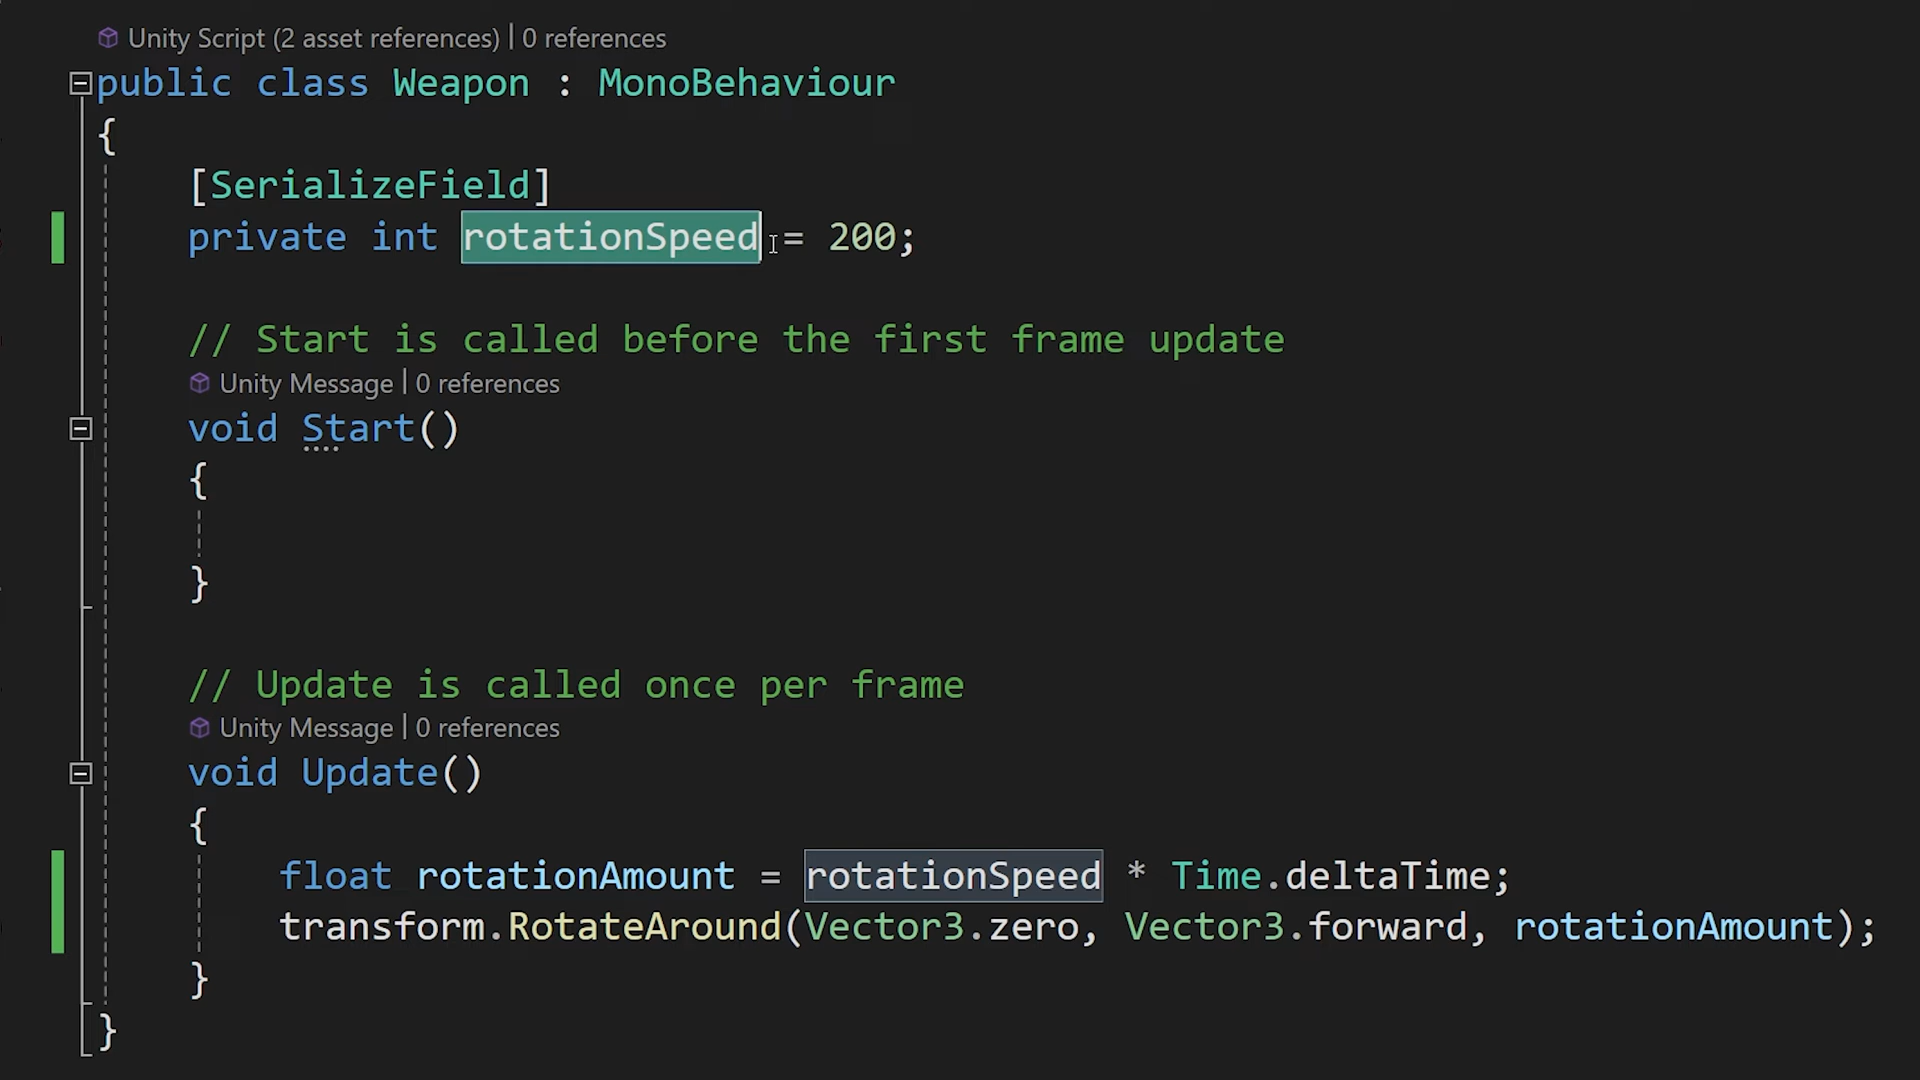 Unity Script (2 asset references) | 0 references
public class Weapon : MonoBehaviour
{
[SerializeField]
private int rotationSpeed = 200;
// Start is called before the first frame update
Unity Message | 0 references
void Start()
{
}
// Update is called once per frame
Unity Message | 0 references
void Update()
{
float rotationAmount = rotationSpeed * Time.deltaTime;
transform.RotateAround(Vector3.zero, Vector3.forward, rotationAmount);
}
}